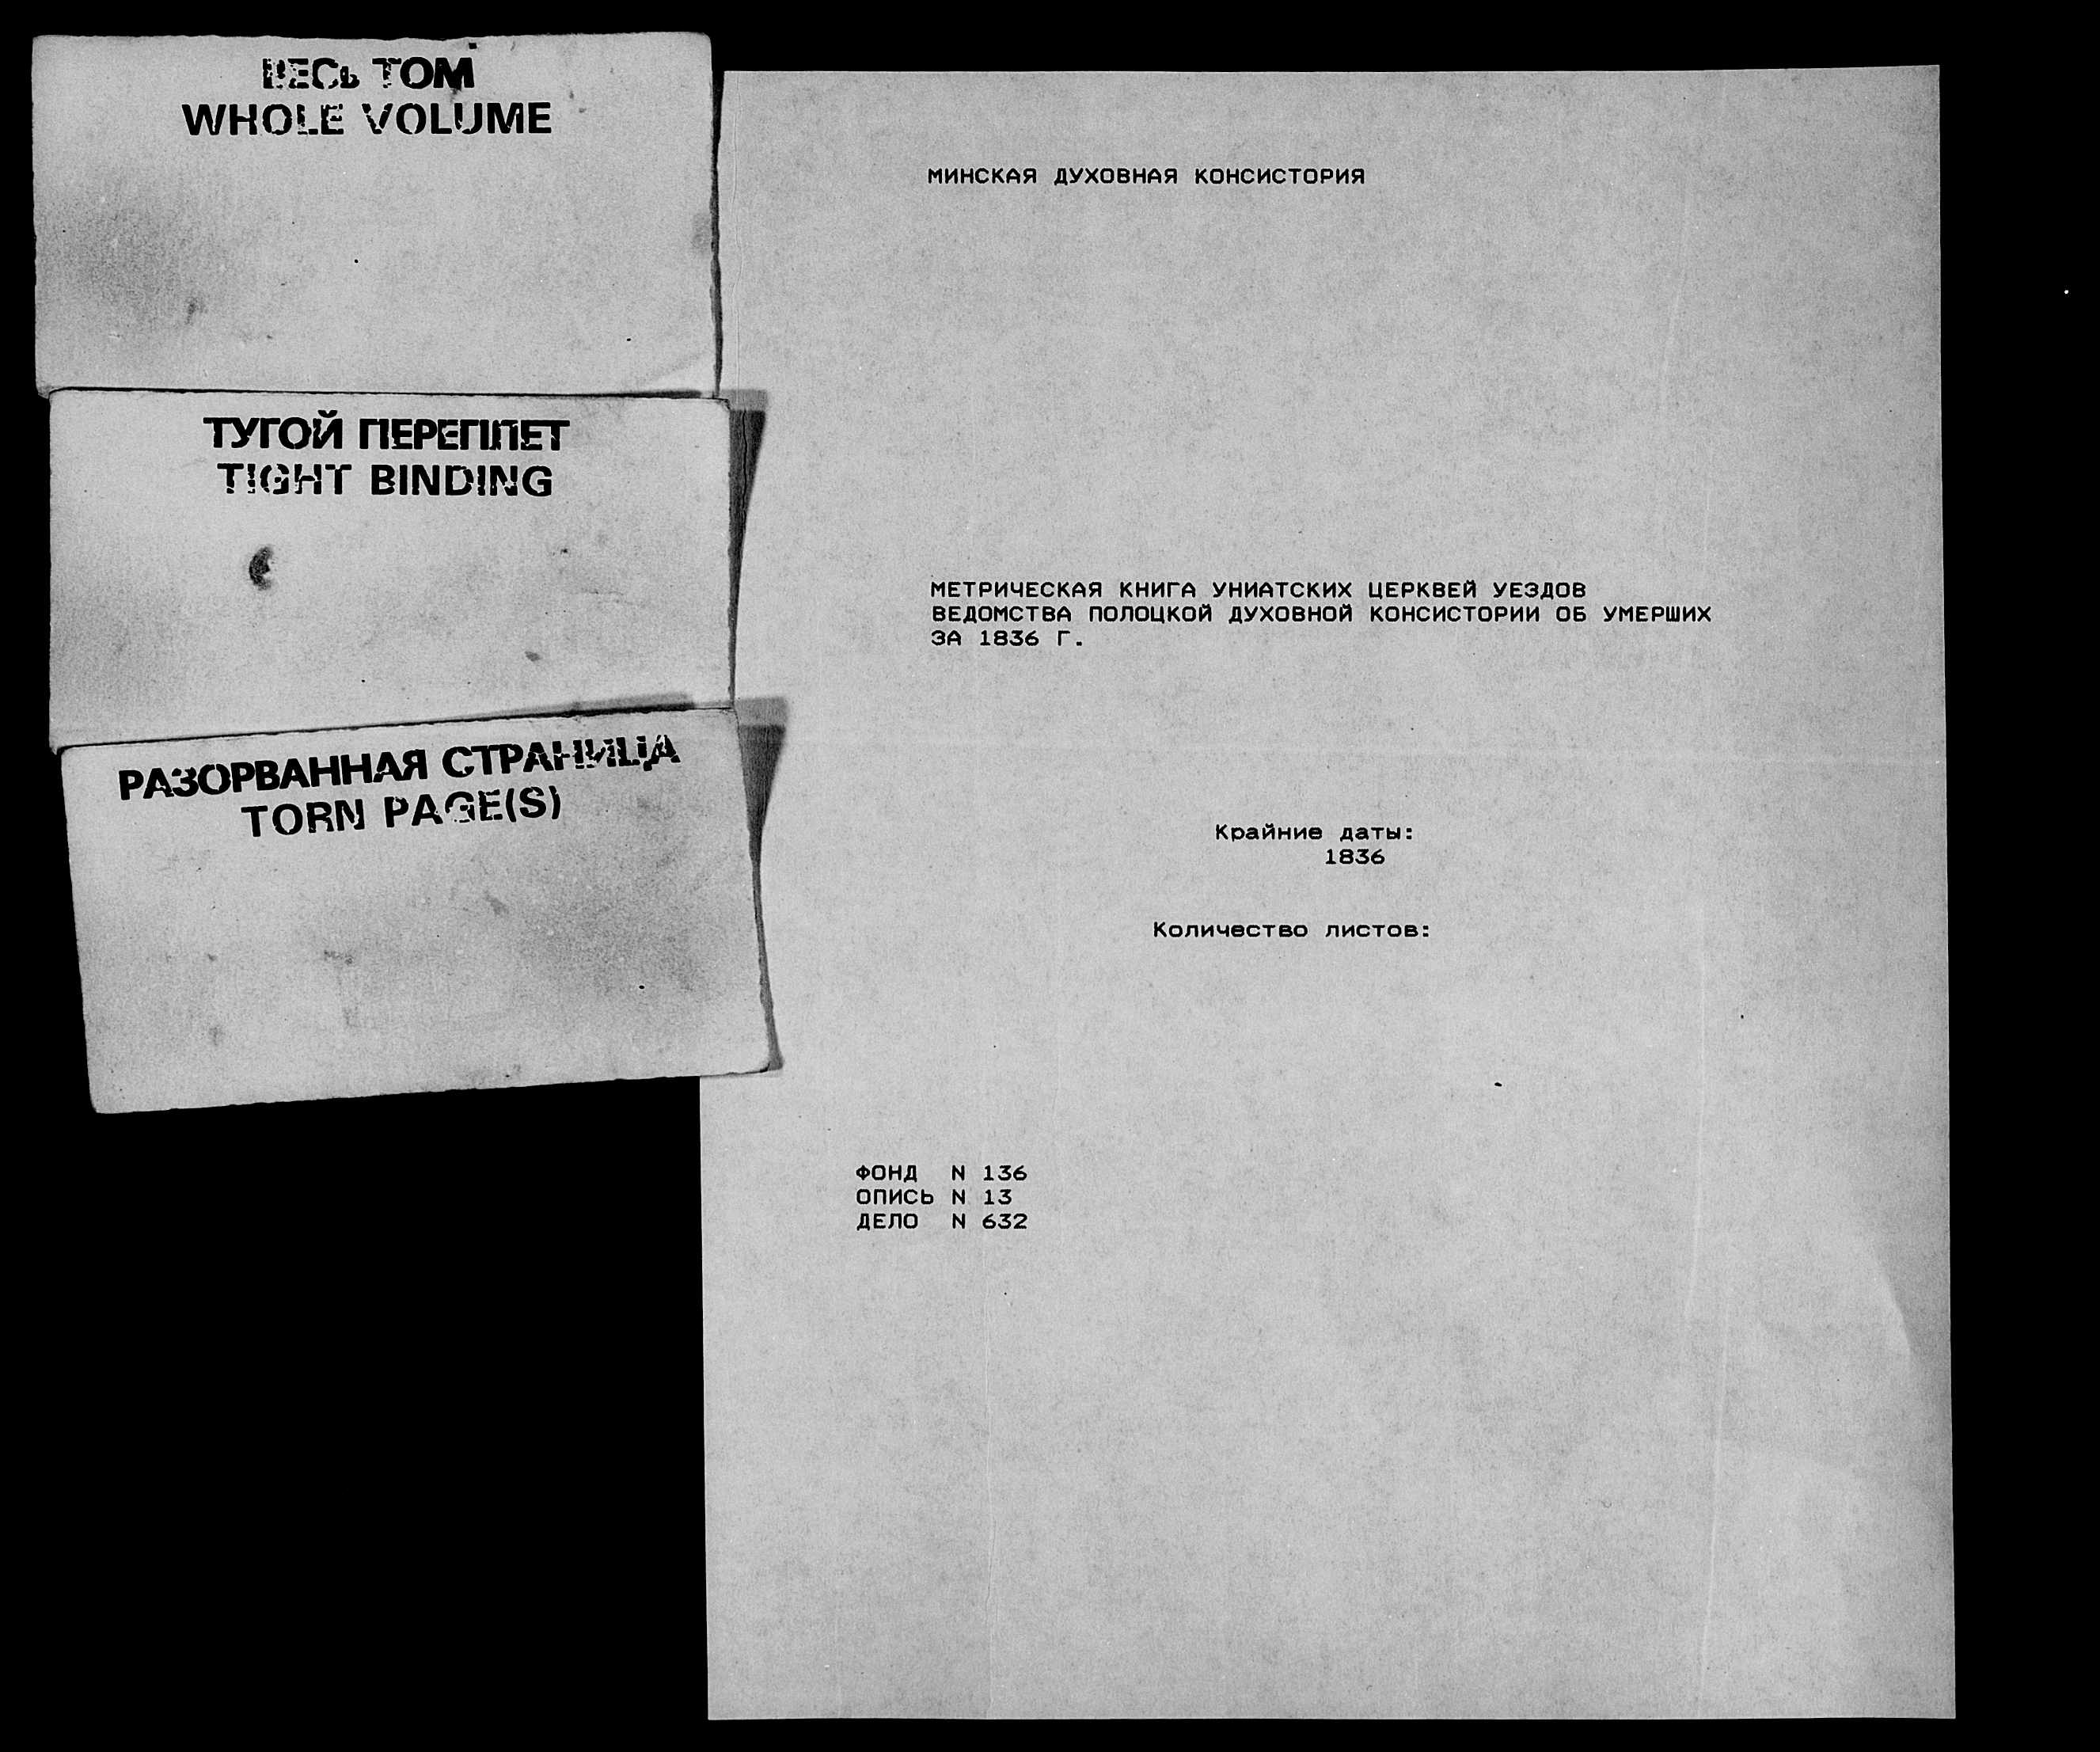 ВЕСЬ ТОМ
WHOLE VOLUME
ТУГОЙ ПЕРЕПЛЕТ
TIGHT BINDING
РАЗОРВАННАЯ СТРАНИЦА
TORN PAGE(S)
МИНСКАЯ ДУХОВНАЯ КОНСИСТОРИЯ
МЕТРИЧЕСКАЯ КНИГА УНИАТСКИХ ЦЕРКВЕЙ УЕЗДОВ
ВЕДОМСТВА ПОЛОЦКОЙ ДУХОВНОЙ КОНСИСТОРИИ ОБ УМЕРШИХ
ЗА 1836 Г.
Крайние даты:
1836
Количество листов:
ФОНД N 136
ОПИСЬ N 13
ДЕЛО N 632